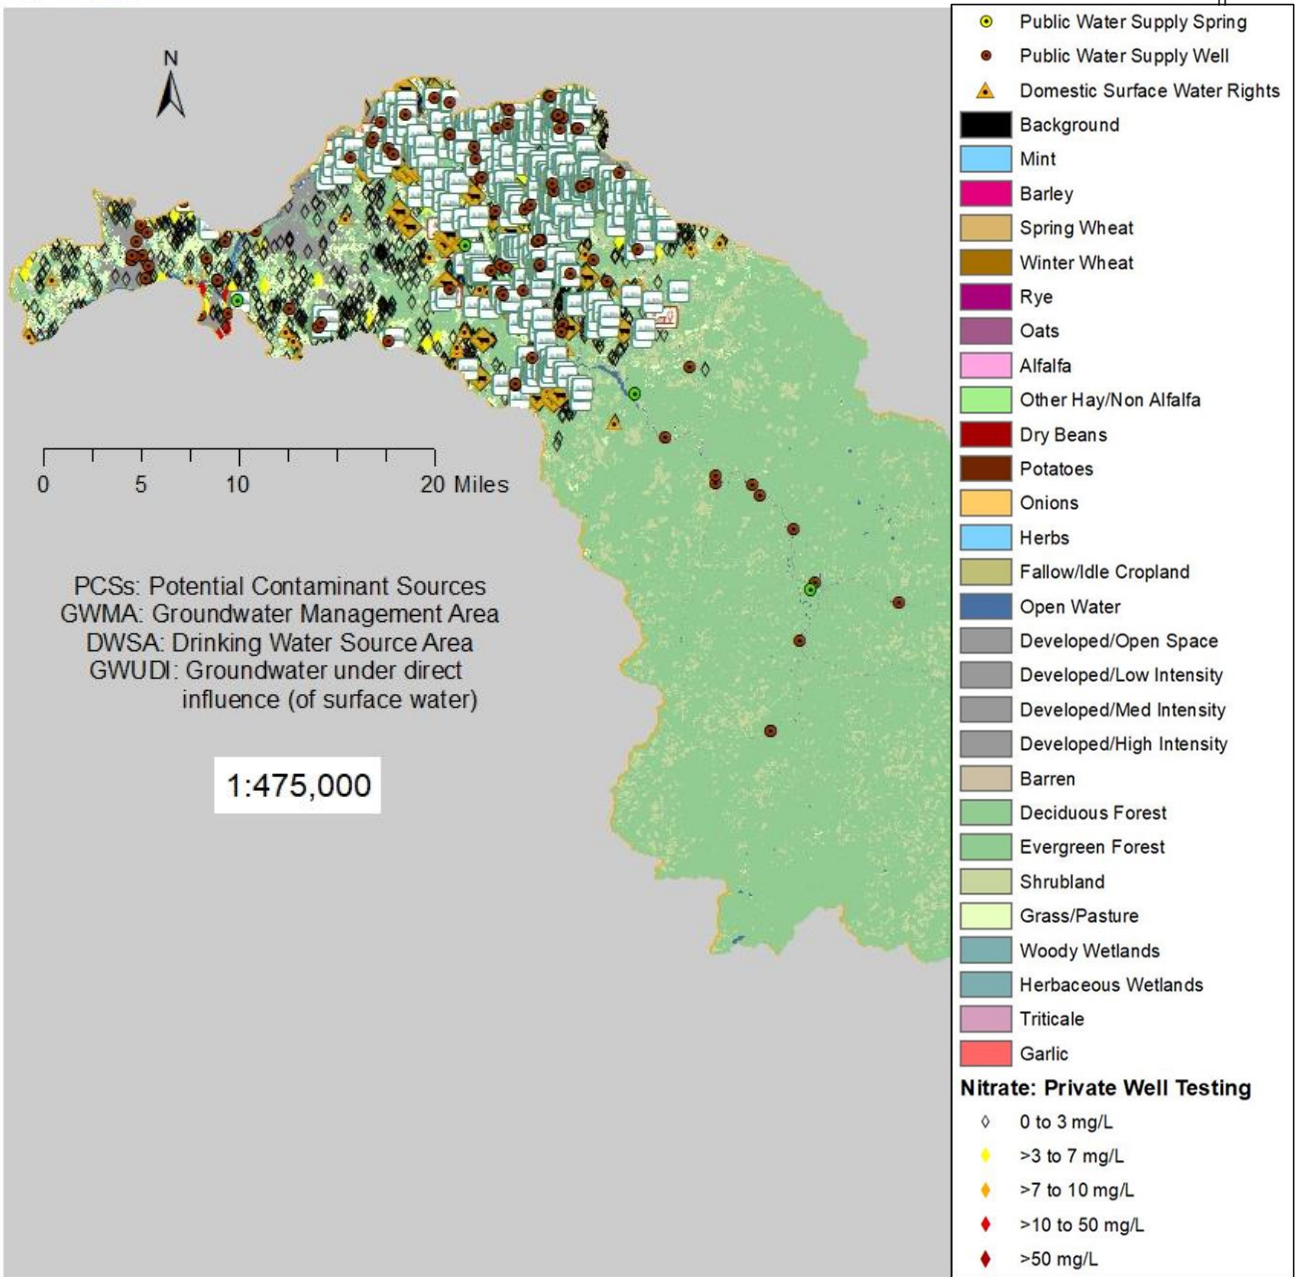 N
0 5 10 20 Miles
PCSs: Potential Contaminant Sources
GWMA: Groundwater Management Area
DWSA: Drinking Water Source Area
GWUDI: Groundwater under direct
influence (of surface water)
1:475,000
Public Water Supply Spring
Public Water Supply Well
Domestic Surface Water Rights
Background
Mint
Barley
Spring Wheat
Winter Wheat
Rye
Oats
Alfalfa
Other Hay/Non Alfalfa
Dry Beans
Potatoes
Onions
Herbs
Fallow/Idle Cropland
Open Water
Developed/Open Space
Developed/Low Intensity
Developed/Med Intensity
Developed/High Intensity
Barren
Deciduous Forest
Evergreen Forest
Shrubland
Grass/Pasture
Woody Wetlands
Herbaceous Wetlands
Triticale
Garlic
Nitrate: Private Well Testing
0 to 3 mg/L
>3 to 7 mg/L
>7 to 10 mg/L
>10 to 50 mg/L
>50 mg/L